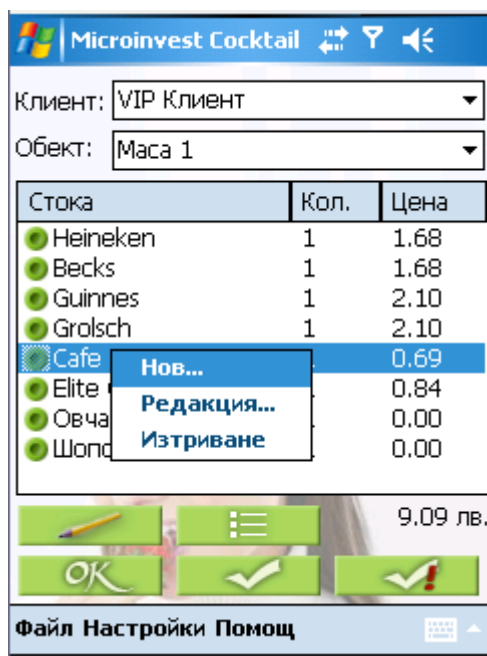 Microinvest Cocktail
Клиент: VIP Клиент
Обект: Маса 1
Стока Кол. Цена
Heineken 1 1.68
Becks 1 1.68
Guinnes 1 2.10
Grolsch 1 2.10
Cafe 0.69
Elite 0.84
Овча 0.00
Шопс 0.00
Нов...
Редакция...
Изтриване
9.09 лв.
OK
Файл Настройки Помощ